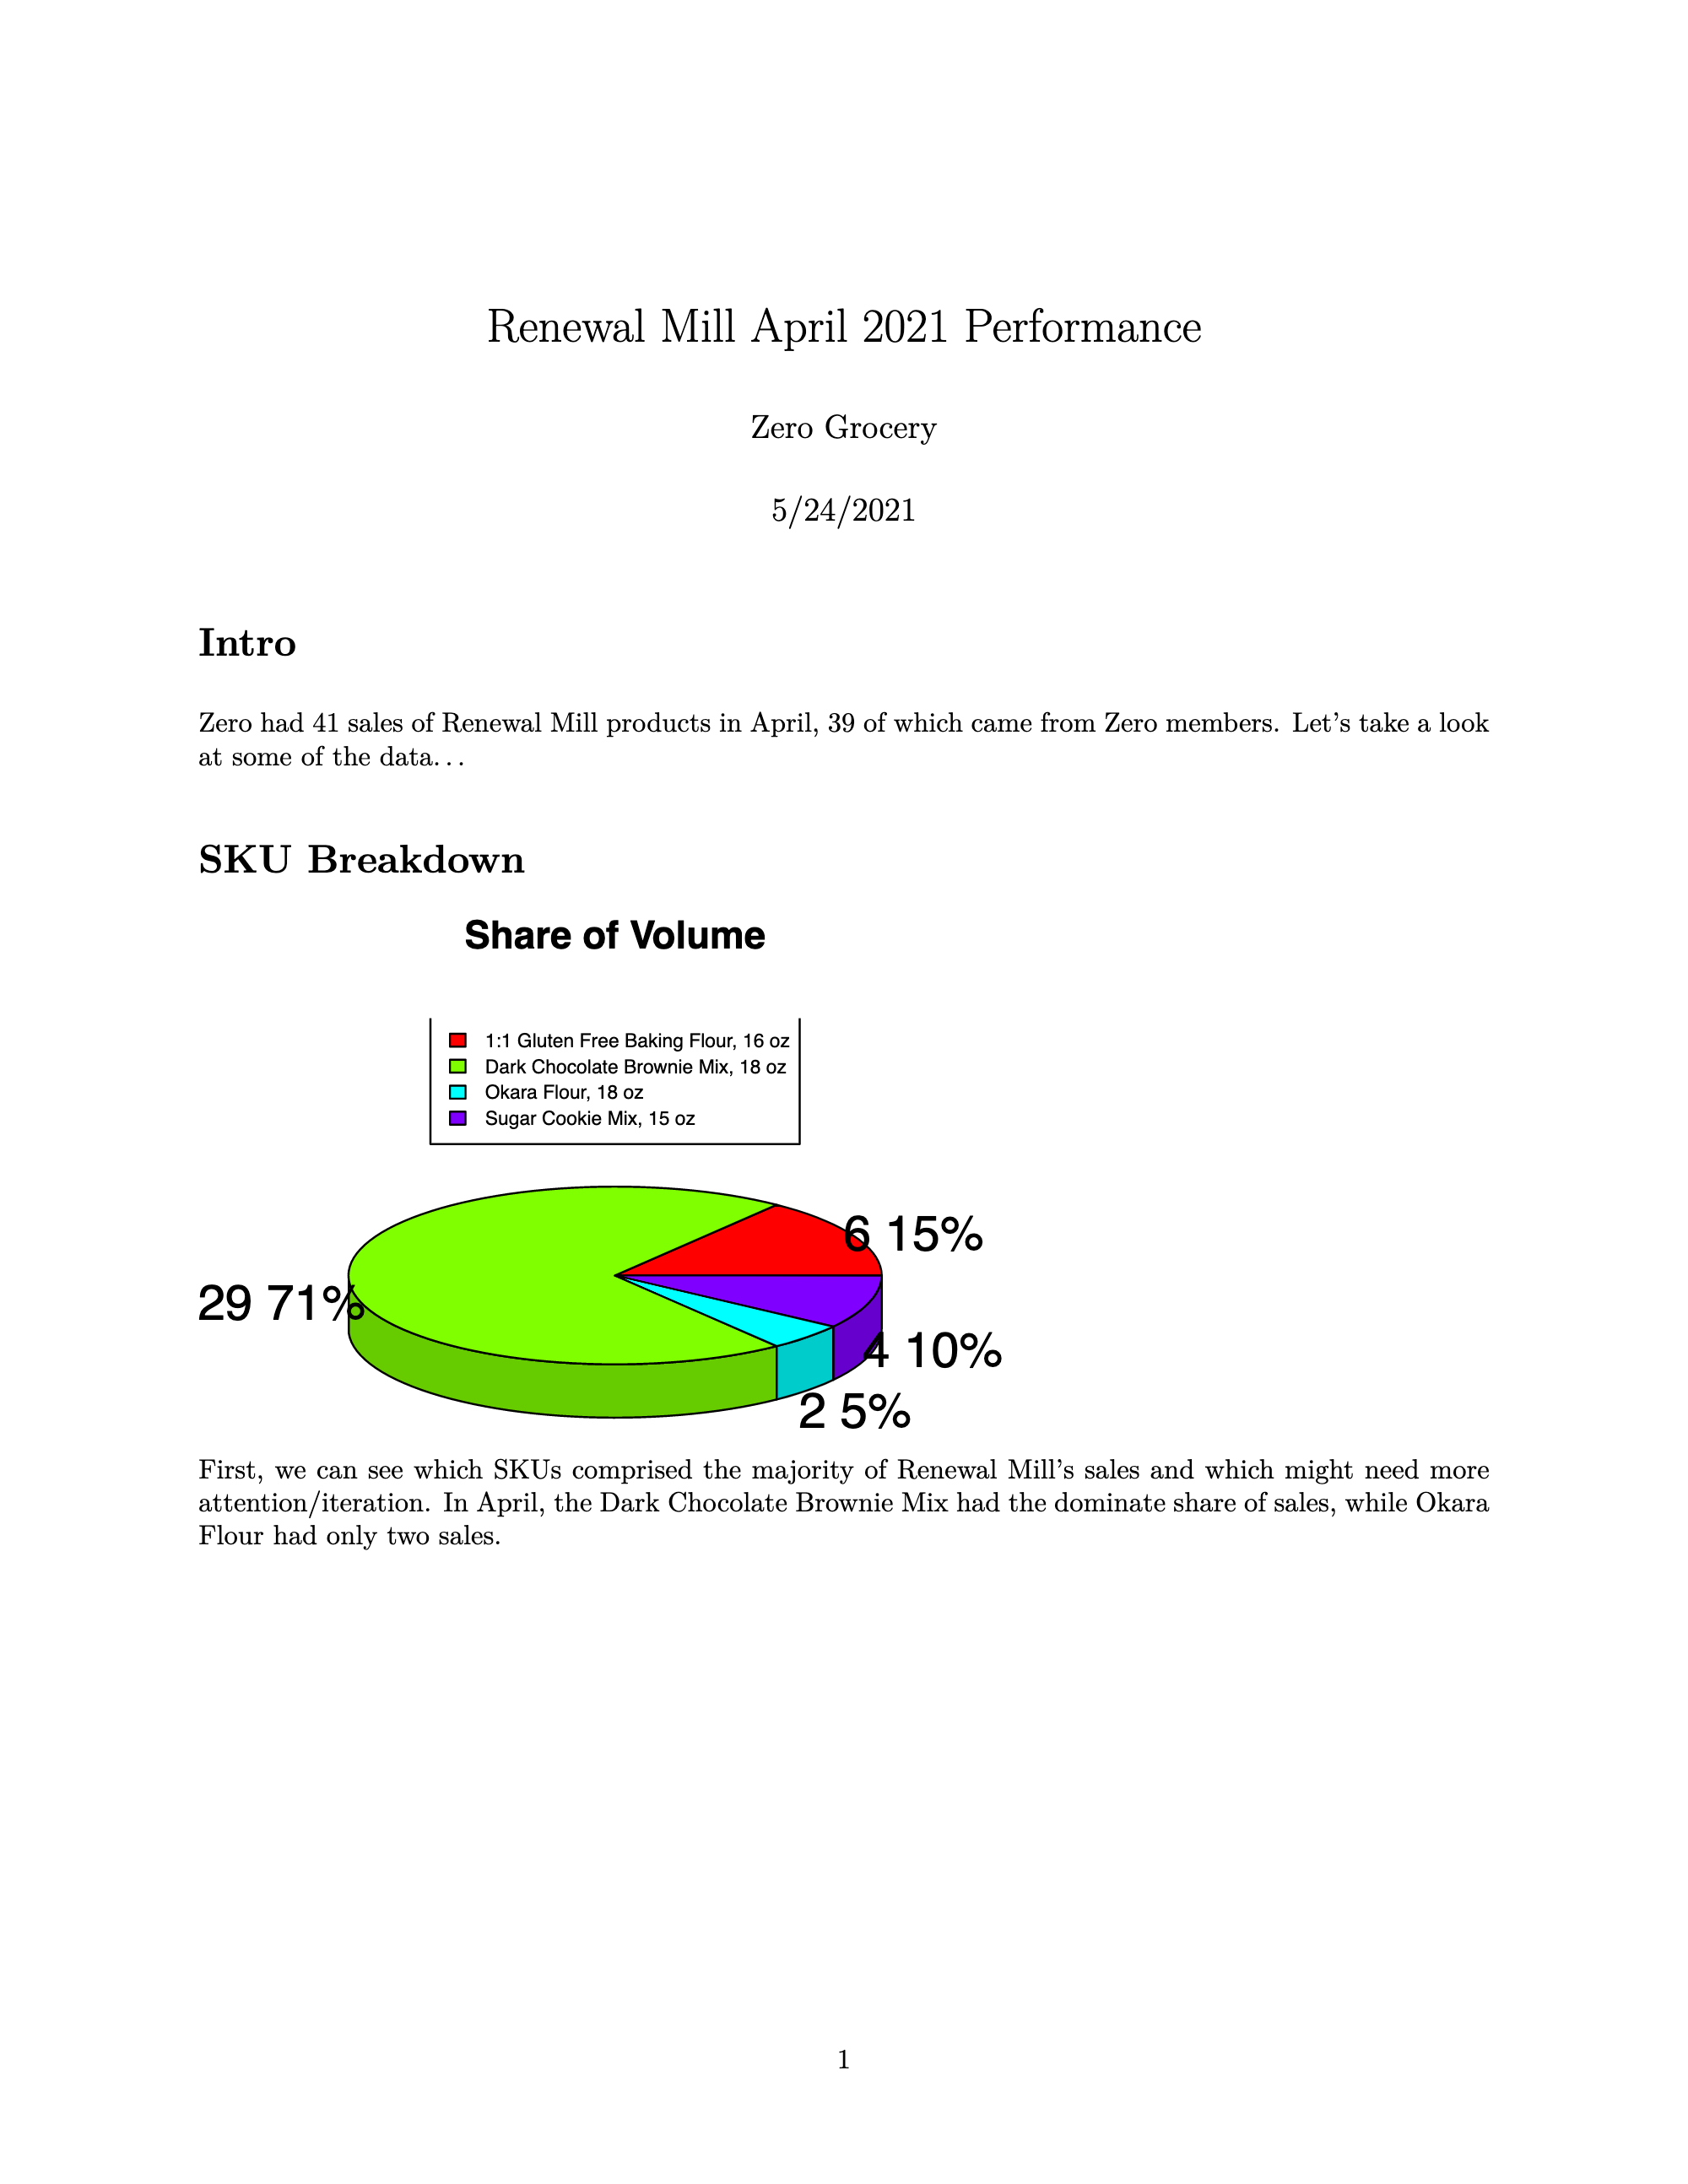 Renewal Mill April 2021 Performance
Zero Grocery
5/24/2021
Intro
Zero had 41 sales of Renewal Mill products in April, 39 of which came from Zero members. Let's take a look
at some of the data...
SKU Breakdown
Share of Volume
1:1 Gluten Free Baking Flour, 16 oz
Dark Chocolate Brownie Mix, 18 oz
Okara Flour, 18 oz
Sugar Cookie Mix, 15 oz
6 15%
29 71%
4 10%
2 5%
First, we can see which SKUs comprised the majority of Renewal Mill's sales and which might need more
attention/iteration. In April, the Dark Chocolate Brownie Mix had the dominate share of sales, while Okara
Flour had only two sales.
1